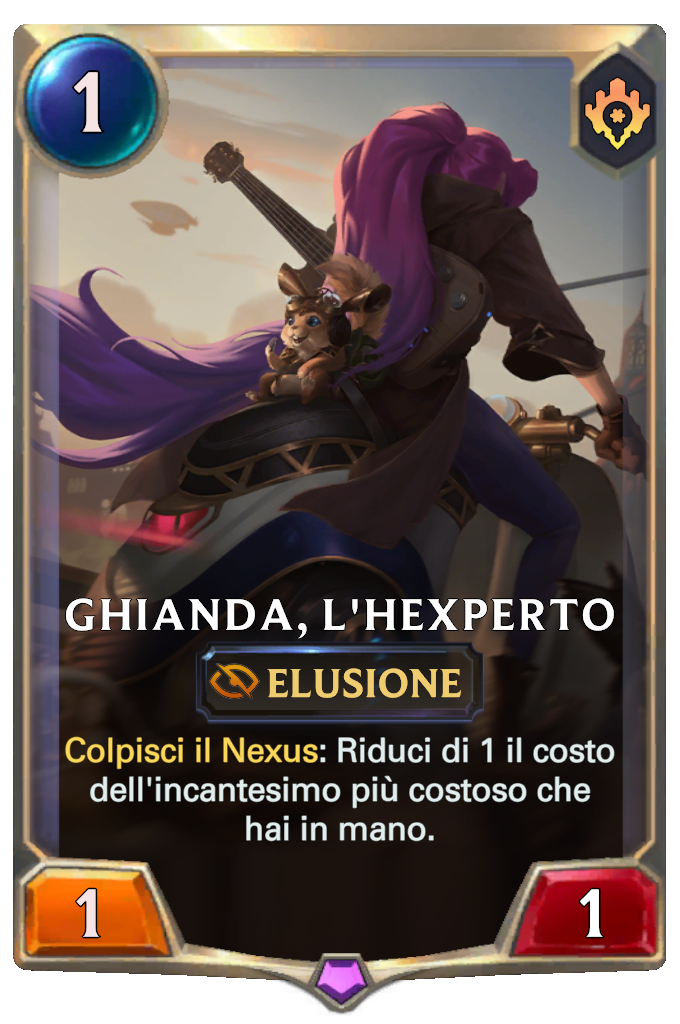 1
GHIANDA, L'HEXPERTO
ELUSIONE
Colpisci il Nexus: Riduci di 1 il costo
dell'incantesimo più costoso che
hai in mano.
1
1